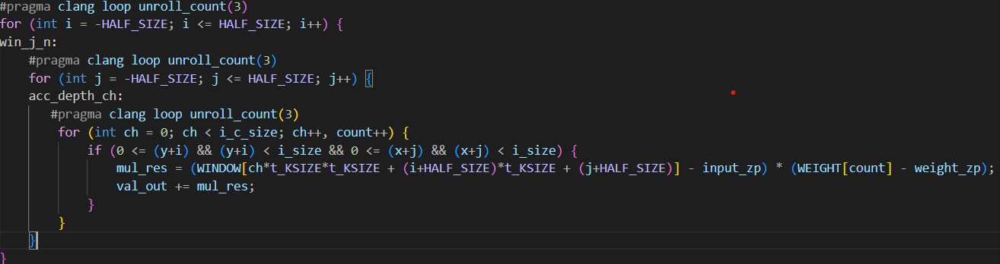 #pragma clang loop unroll_count(3)
for (int i = -HALF_SIZE; i <= HALF_SIZE; i++) {
win_j_n:
    #pragma clang loop unroll_count(3)
    for (int j = -HALF_SIZE; j <= HALF_SIZE; j++) {
    acc_depth_ch:
       #pragma clang loop unroll_count(3)
        for (int ch = 0; ch < i_c_size; ch++, count++) {
            if (0 <= (y+i) && (y+i) < i_size && 0 <= (x+j) && (x+j) < i_size) {
                mul_res = (WINDOW[ch*t_KSIZE*t_KSIZE + (i+HALF_SIZE)*t_KSIZE + (j+HALF_SIZE)] - input_zp) * (WEIGHT[count] - weight_zp);
                val_out += mul_res;
            }
        }
    }
}